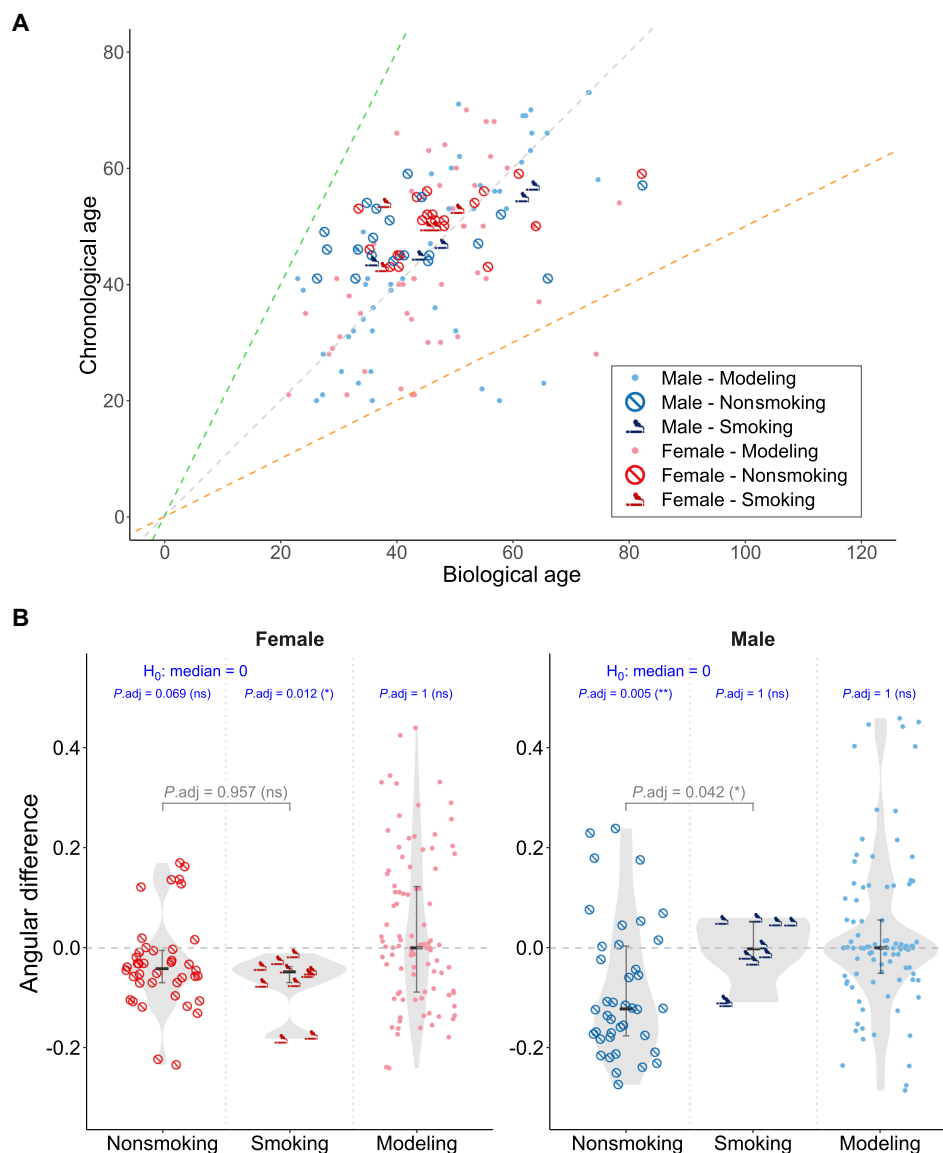 A
Chronological age
80
60
40
20
0
0 20 40 60 80 100 120
Biological age
Male - Modeling
Male - Nonsmoking
Male - Smoking
Female - Modeling
Female - Nonsmoking
Female - Smoking
B
Angular difference
Female
H0: median = 0
P.adj = 0.069 (ns) P.adj = 0.012 (*) P.adj = 1 (ns)
P.adj = 0.957 (ns)
0.4
0.2
0.0
-0.2
Nonsmoking Smoking Modeling
Male
H0: median = 0
P.adj = 0.005 (**) P.adj = 1 (ns) P.adj = 1 (ns)
P.adj = 0.042 (*)
0.4
0.2
0.0
-0.2
Nonsmoking Smoking Modeling